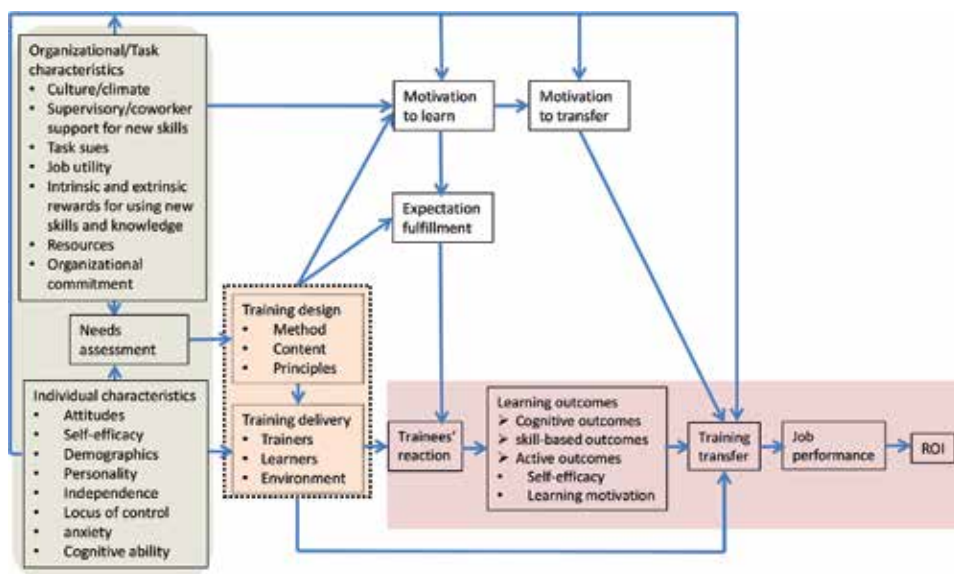 Organizational/Task
characteristics
• Culture/climate
• Supervisory/coworker
support for new skills
• Task sues
• Job utility
• Intrinsic and extrinsic
rewards for using new
skills and knowledge
• Resources
• Organizational
commitment
Needs
assessment
Individual characteristics
• Attitudes
• Self-efficacy
• Demographics
• Personality
• Independence
• Locus of control
• anxiety
• Cognitive ability
Training design
• Method
• Content
• Principles
Training delivery
• Trainers
• Learners
• Environment
Motivation
to learn
Motivation
to transfer
Expectation
fulfillment
Trainees'
reaction
Learning outcomes
➢ Cognitive outcomes
➢ skill-based outcomes
➢ Active outcomes
• Self-efficacy
• Learning motivation
Training
transfer
Job
performance
ROI